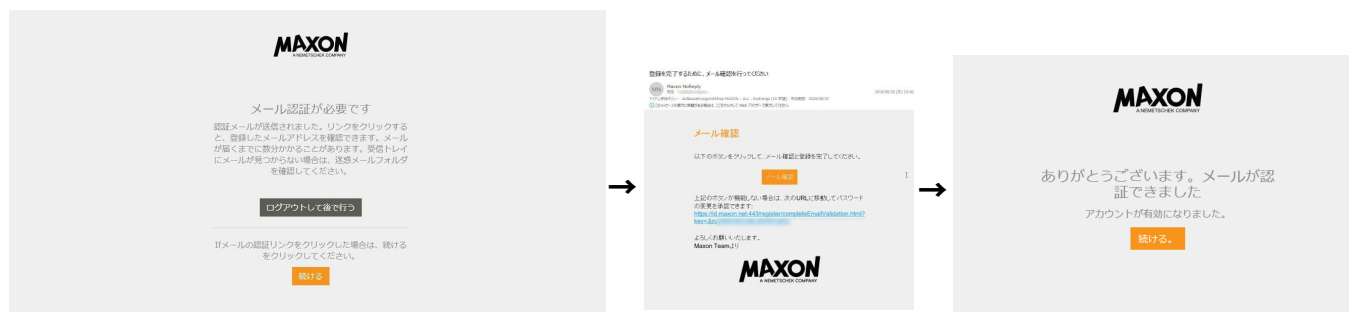 MAXON
A NEMETSCHEK COMPANY
メール認証が必要です
認証メールが送信されました。リンクをクリックする
と、登録したメールアドレスを確認できます。メール
が届くまでに数分かかることがあります。受信トレイ
にメールが見つからない場合は、迷惑メールフォルダ
を確認してください。
ログアウトして後で行う
Ifメールの認証リンクをクリックした場合は、続ける
をクリックしてください。
続ける
登録を完了するために、メール確認を行ってください
Maxon NoReply
メール確認
以下のボタンをクリックして、メール確認と登録を完了してください。
メール確認
上記のボタンが機能しない場合は、次のURLに移動してパスワード
の変更を承認できます:
https://id.maxon.net:443/register/completeEmailValidation.html?
よろしくお願いいたします。
Maxon Teamより
MAXON
A NEMETSCHEK COMPANY
MAXON
A NEMETSCHEK COMPANY
ありがとうございます。メールが認
証できました
アカウントが有効になりました。
続ける。